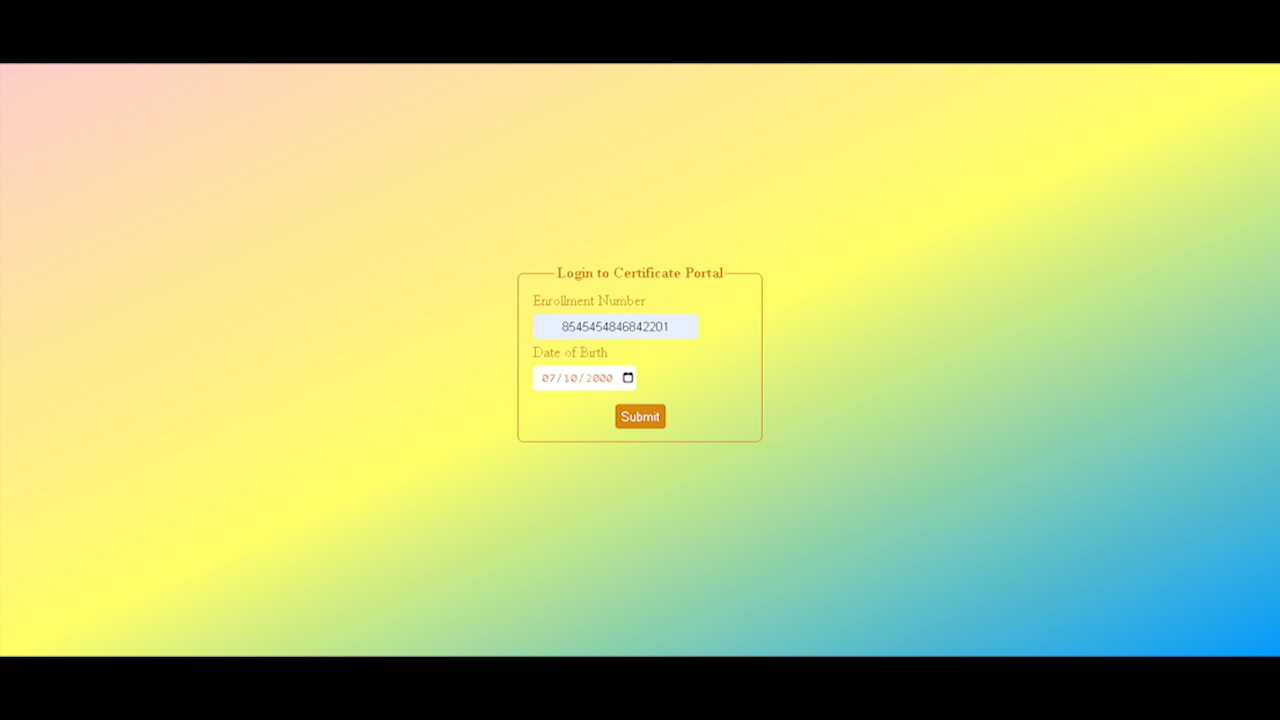 Login to Certificate Portal
Enrollment Number
8545454846842201
Date of Birth
07/10/2000
Submit